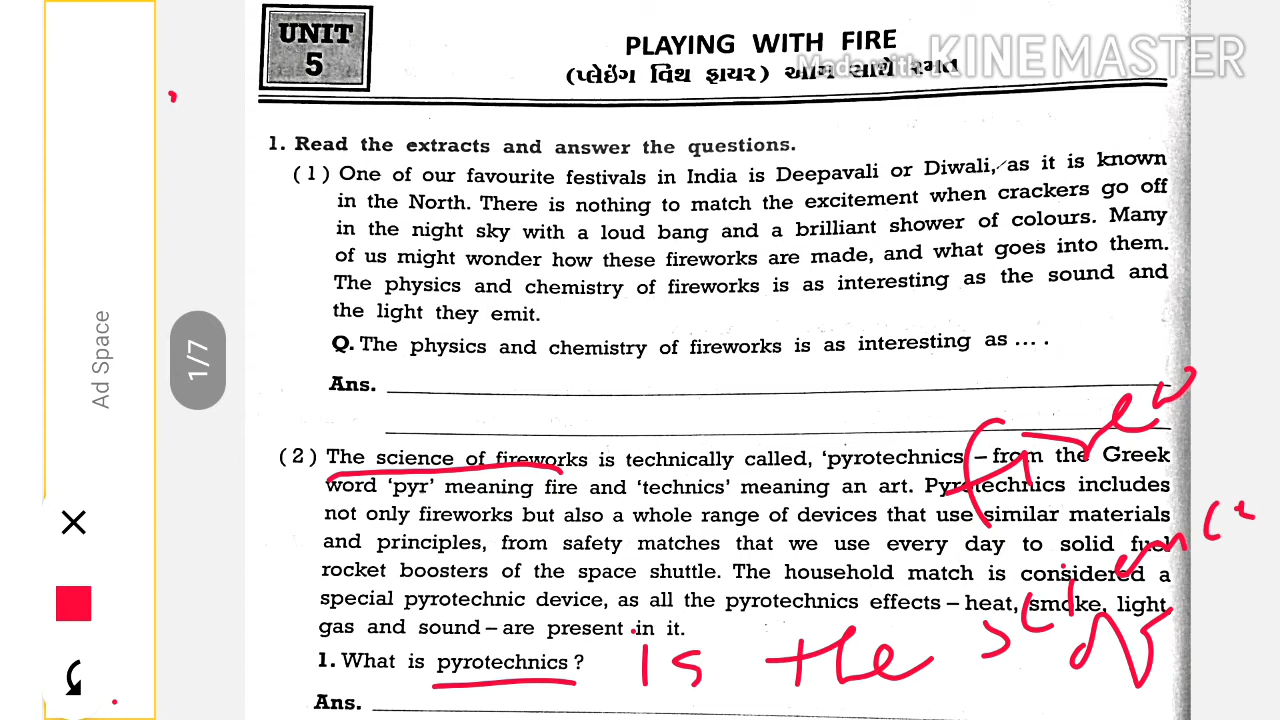 UNIT
5
PLAYING WITH FIRE
Made with KINEMASTER
(પ્લેઇંગ વિથ ફાયર) આગ સાથે રમત
1. Read the extracts and answer the questions.
(1) One of our favourite festivals in India is Deepavali or Diwali, as it is known
in the North. There is nothing to match the excitement when crackers go off
in the night sky with a loud bang and a brilliant shower of colours. Many
of us might wonder how these fireworks are made, and what goes into them.
The physics and chemistry of fireworks is as interesting as the sound and
the light they emit.
Q. The physics and chemistry of fireworks is as interesting as ....
Ans.
(2) The science of fireworks is technically called, 'pyrotechnics – from the Greek
word 'pyr' meaning fire and 'technics' meaning an art. Pyrotechnics includes
not only fireworks but also a whole range of devices that use similar materials
and principles, from safety matches that we use every day to solid fuel
rocket boosters of the space shuttle. The household match is considered a
special pyrotechnic device, as all the pyrotechnics effects – heat, smoke, light,
gas and sound – are present in it.
1. What is pyrotechnics ?
is the science of firew
Ans.
Ad Space
1/7